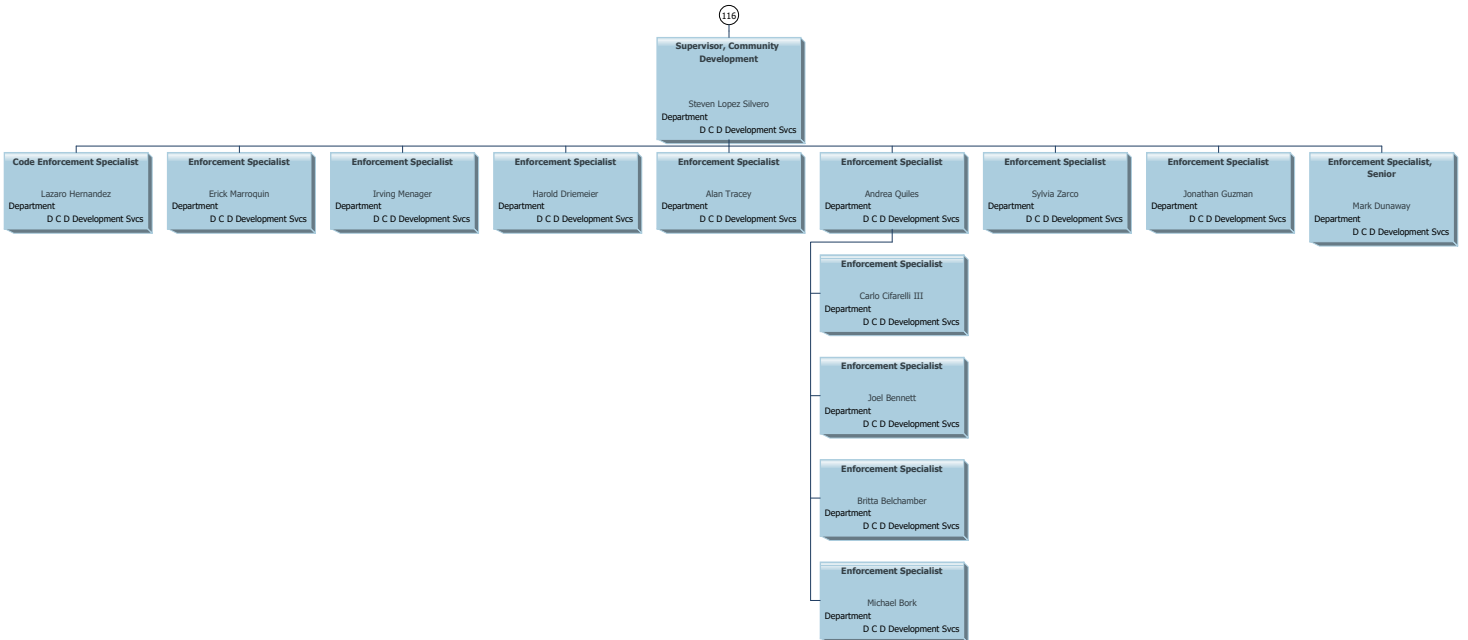 116
Supervisor, Community
Development
Steven Lopez Silvero
Department
D C D Development Svcs
Code Enforcement Specialist
Lazaro Hernandez
Department
D C D Development Svcs
Enforcement Specialist
Erick Marroquin
Department
D C D Development Svcs
Enforcement Specialist
Irving Menager
Department
D C D Development Svcs
Enforcement Specialist
Harold Driemeier
Department
D C D Development Svcs
Enforcement Specialist
Alan Tracey
Department
D C D Development Svcs
Enforcement Specialist
Andrea Quiles
Department
D C D Development Svcs
Enforcement Specialist
Sylvia Zarco
Department
D C D Development Svcs
Enforcement Specialist
Jonathan Guzman
Department
D C D Development Svcs
Enforcement Specialist,
Senior
Mark Dunaway
Department
D C D Development Svcs
Enforcement Specialist
Carlo Cifarelli III
Department
D C D Development Svcs
Enforcement Specialist
Joel Bennett
Department
D C D Development Svcs
Enforcement Specialist
Britta Belchamber
Department
D C D Development Svcs
Enforcement Specialist
Michael Bork
Department
D C D Development Svcs